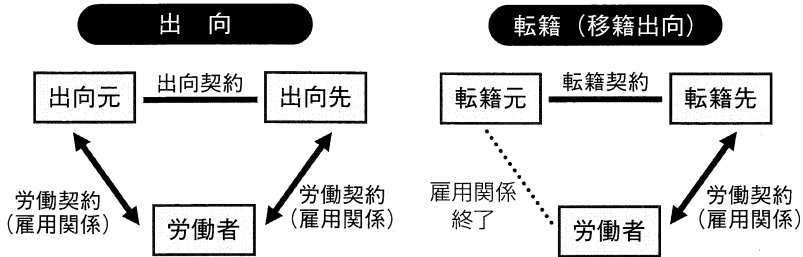 出　向
出向元
出向契約
出向先
労働契約
（雇用関係）
労働契約
（雇用関係）
労働者
転籍（移籍出向）
転籍元
転籍契約
転籍先
雇用関係
終了
労働契約
（雇用関係）
労働者